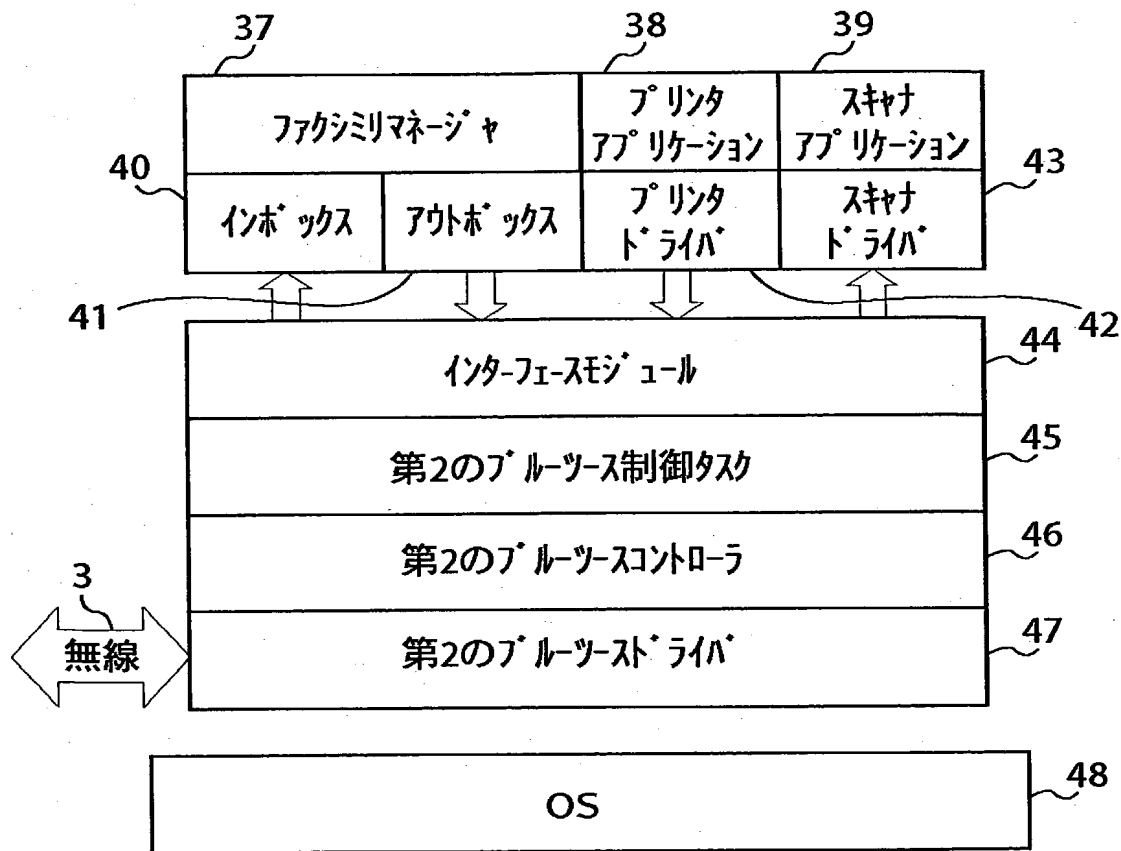 37
38
39
ファクシミリマネージャ
プリンタ
アプリケーション
スキャナ
アプリケーション
40
43
インボックス
アウトボックス
プリンタ
ドライバ
スキャナ
ドライバ
41
42
44
インターフェースモジュール
45
第2のブルーツース制御タスク
46
第2のブルーツースコントローラ
3
無線
47
第2のブルーツースドライバ
48
OS